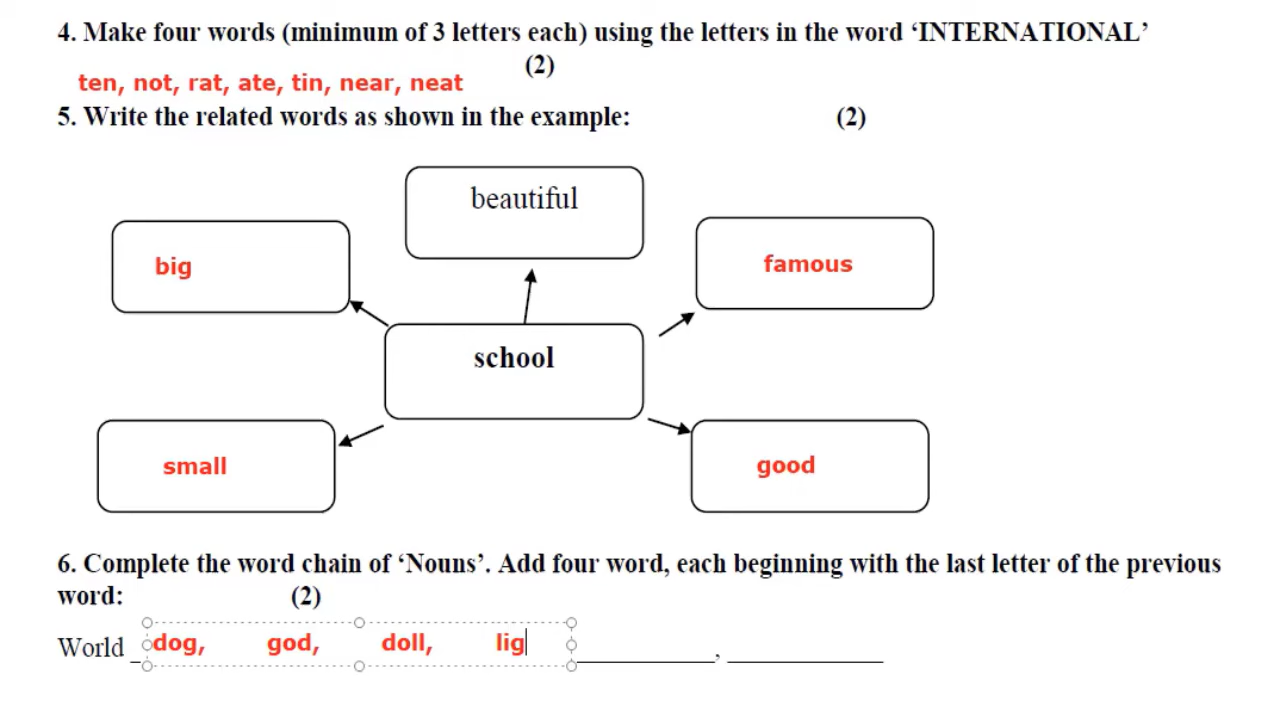 4. Make four words (minimum of 3 letters each) using the letters in the word ‘INTERNATIONAL’
(2)
ten, not, rat, ate, tin, near, neat
5. Write the related words as shown in the example: (2)
beautiful
big
famous
school
small
good
6. Complete the word chain of ‘Nouns’. Add four word, each beginning with the last letter of the previous
word: (2)
World _dog, god, doll, lig__________, ___________